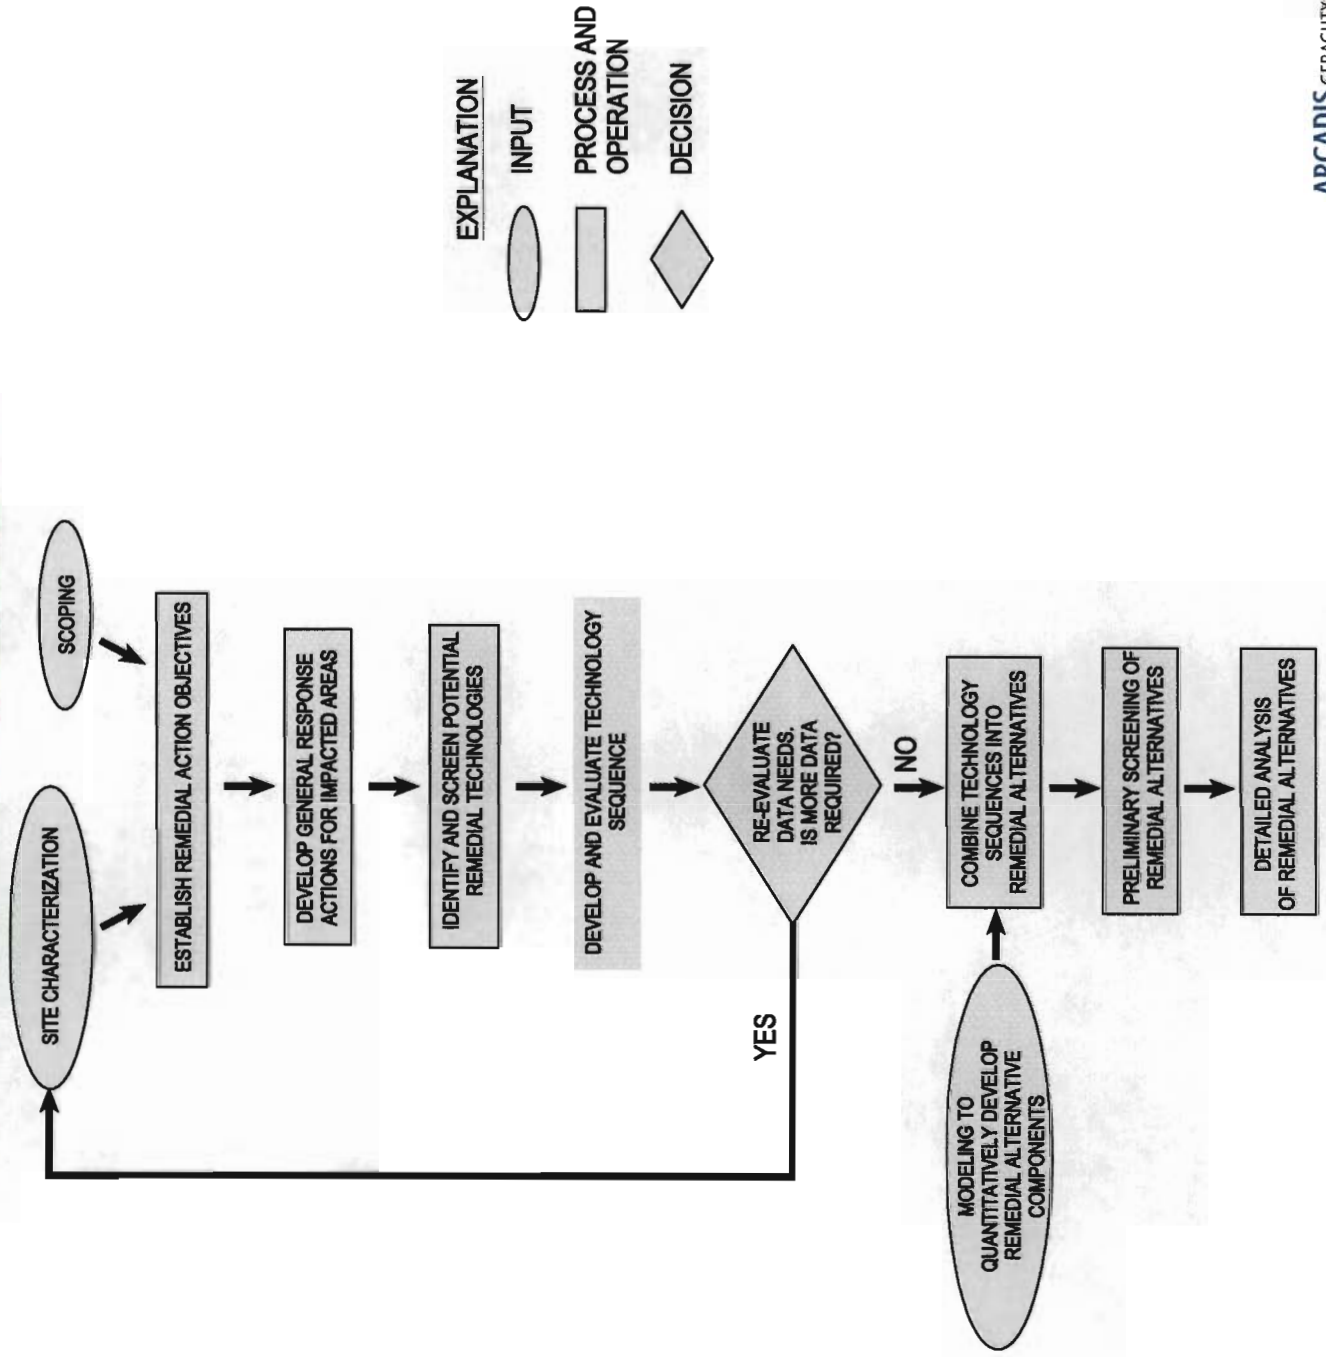 SITE CHARACTERIZATION
SCOPING
ESTABLISH REMEDIAL ACTION OBJECTIVES
DEVELOP GENERAL RESPONSE
ACTIONS FOR IMPACTED AREAS
IDENTIFY AND SCREEN POTENTIAL
REMEDIAL TECHNOLOGIES
DEVELOP AND EVALUATE TECHNOLOGY
SEQUENCE
RE-EVALUATE
DATA NEEDS.
IS MORE DATA
REQUIRED?
YES
NO
MODELING TO
QUANTITATIVELY DEVELOP
REMEDIAL ALTERNATIVE
COMPONENTS
COMBINE TECHNOLOGY
SEQUENCES INTO
REMEDIAL ALTERNATIVES
PRELIMINARY SCREENING OF
REMEDIAL ALTERNATIVES
DETAILED ANALYSIS
OF REMEDIAL ALTERNATIVES
EXPLANATION
INPUT
PROCESS AND
OPERATION
DECISION
ARCADIS GERAGHTY